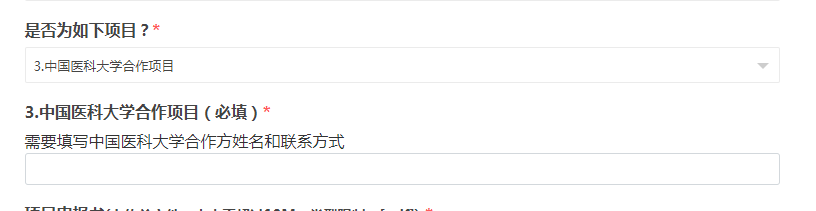 是否为如下项目？*
3.中国医科大学合作项目
3.中国医科大学合作项目（必填）*
需要填写中国医科大学合作方姓名和联系方式